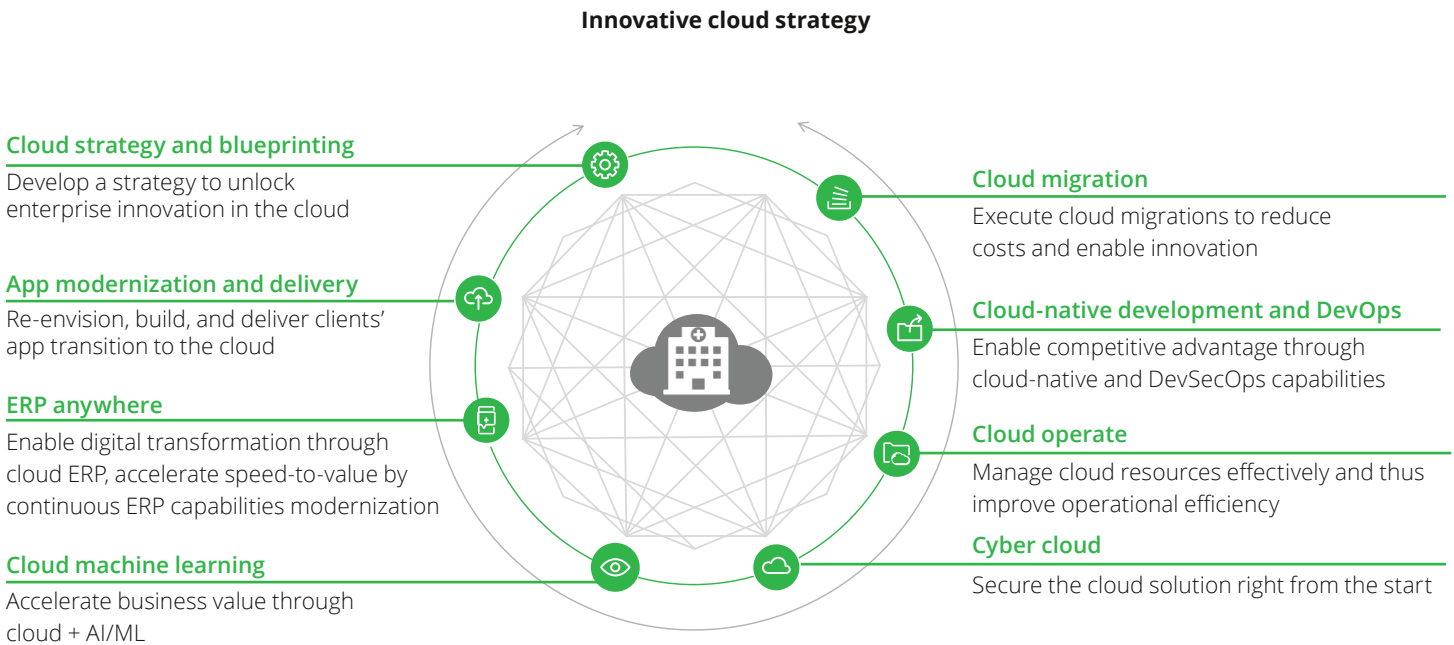 Innovative cloud strategy
Cloud strategy and blueprinting
Develop a strategy to unlock
enterprise innovation in the cloud
App modernization and delivery
Re-envision, build, and deliver clients’
app transition to the cloud
ERP anywhere
Enable digital transformation through
cloud ERP, accelerate speed-to-value by
continuous ERP capabilities modernization
Cloud machine learning
Accelerate business value through
cloud + AI/ML
Cloud migration
Execute cloud migrations to reduce
costs and enable innovation
Cloud-native development and DevOps
Enable competitive advantage through
cloud-native and DevSecOps capabilities
Cloud operate
Manage cloud resources effectively and thus
improve operational efficiency
Cyber cloud
Secure the cloud solution right from the start